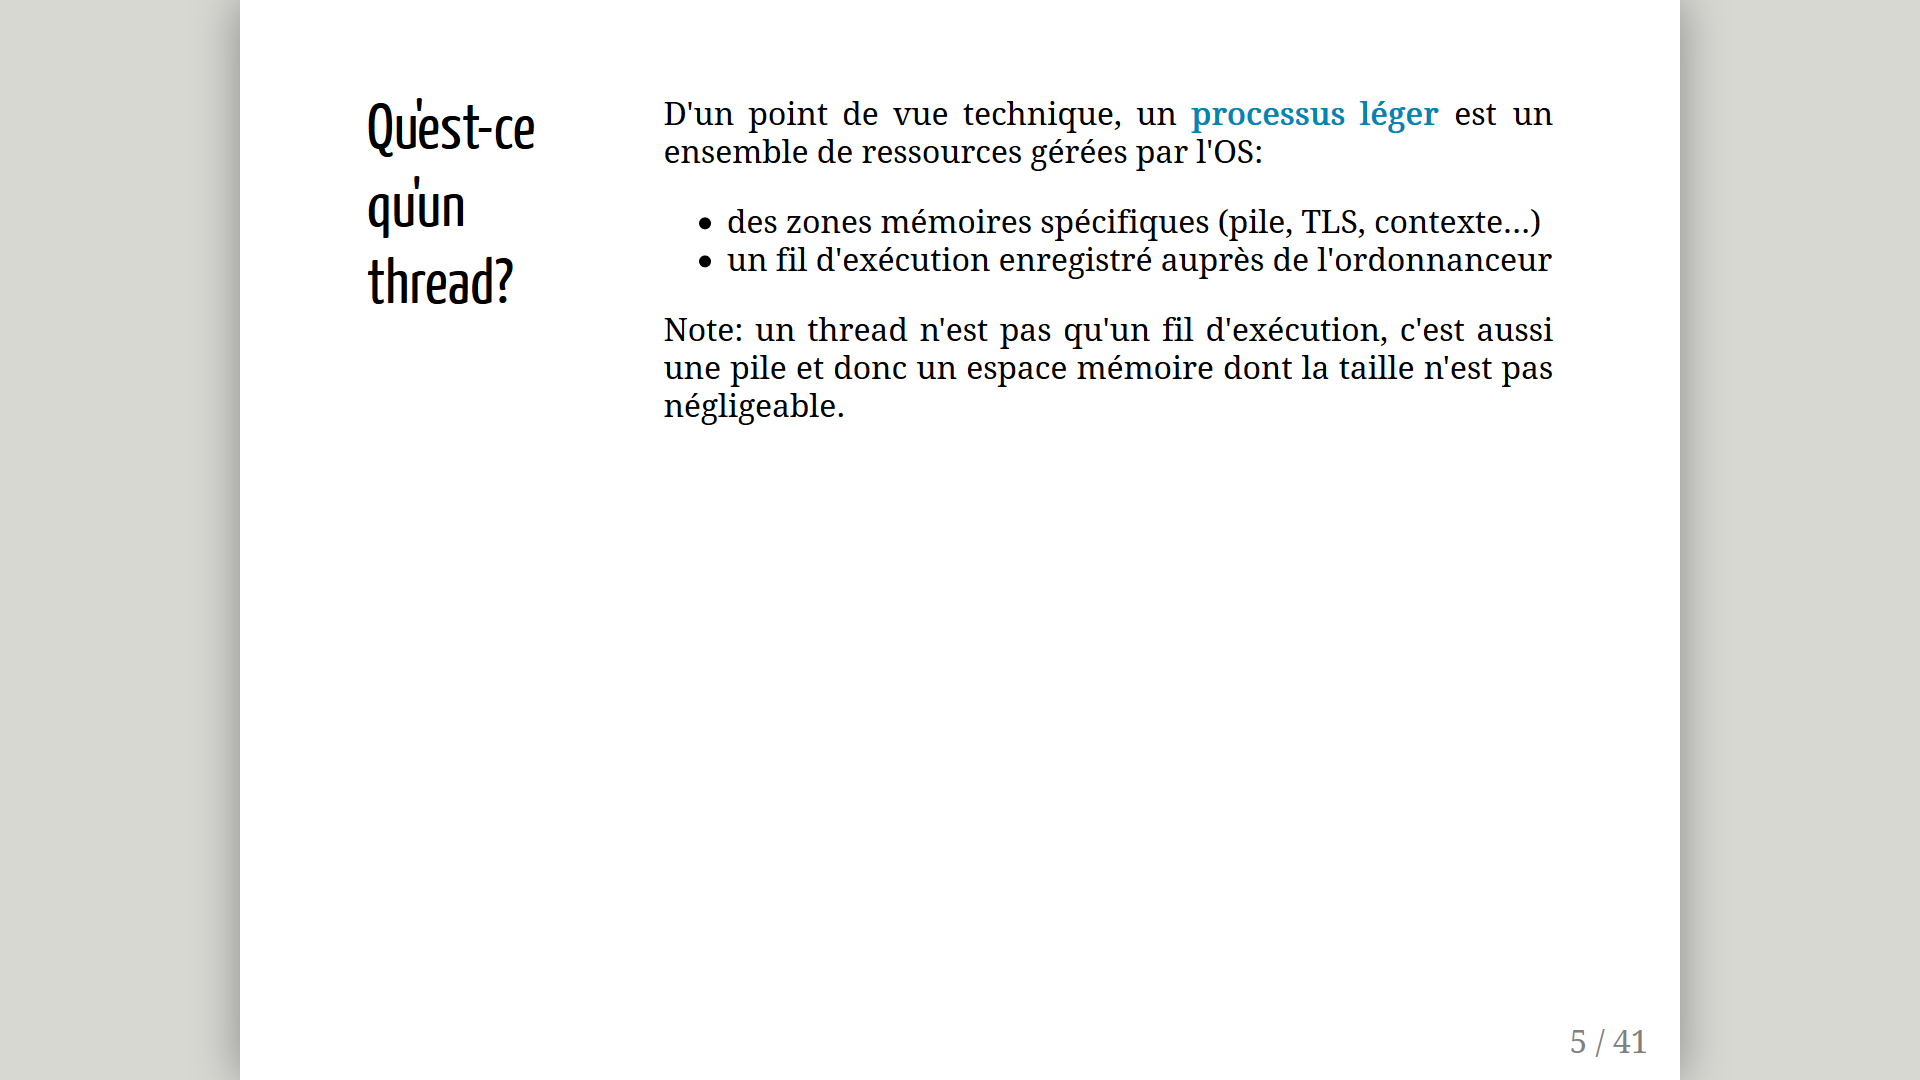 Qu'est-ce
qu'un
thread?
D'un point de vue technique, un processus léger est un
ensemble de ressources gérées par l'OS:
• des zones mémoires spécifiques (pile, TLS, contexte...)
• un fil d'exécution enregistré auprès de l'ordonnanceur
Note: un thread n'est pas qu'un fil d'exécution, c'est aussi
une pile et donc un espace mémoire dont la taille n'est pas
négligeable.
5 / 41